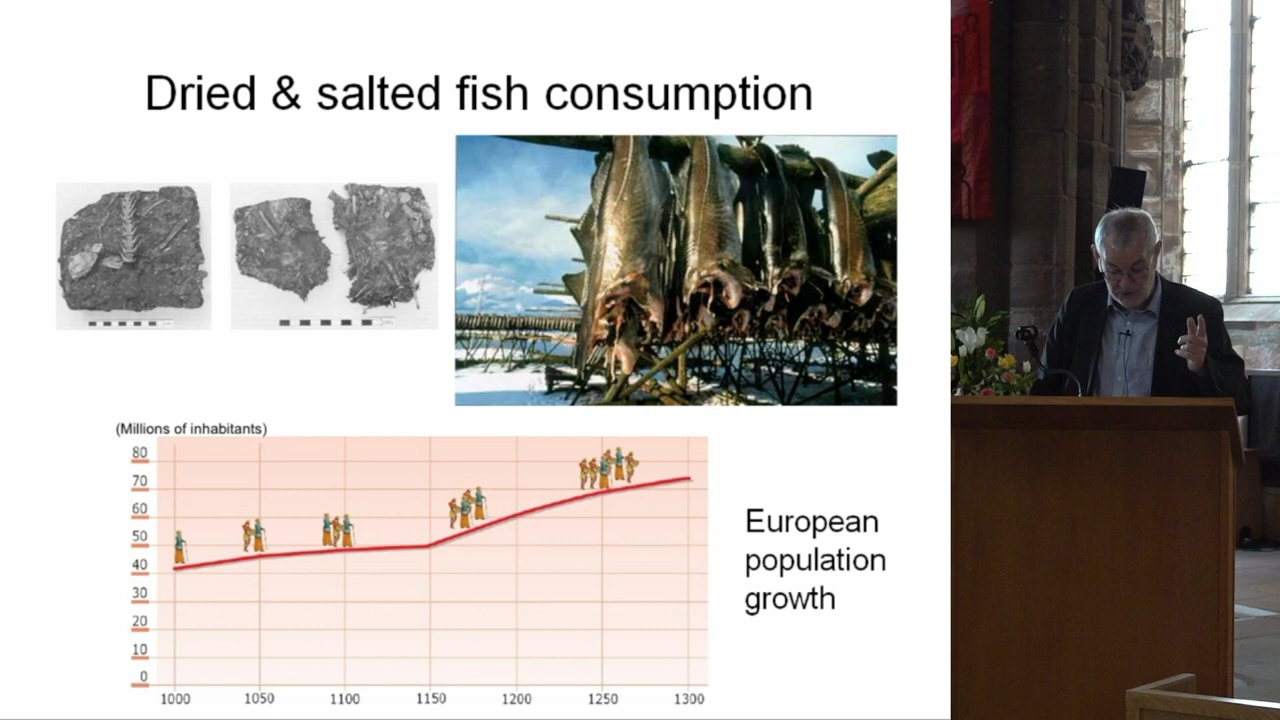 Dried & salted fish consumption
(Millions of inhabitants)
80
70
60
50
40
30
20
10
0
1000 1050 1100 1150 1200 1250 1300
European
population
growth